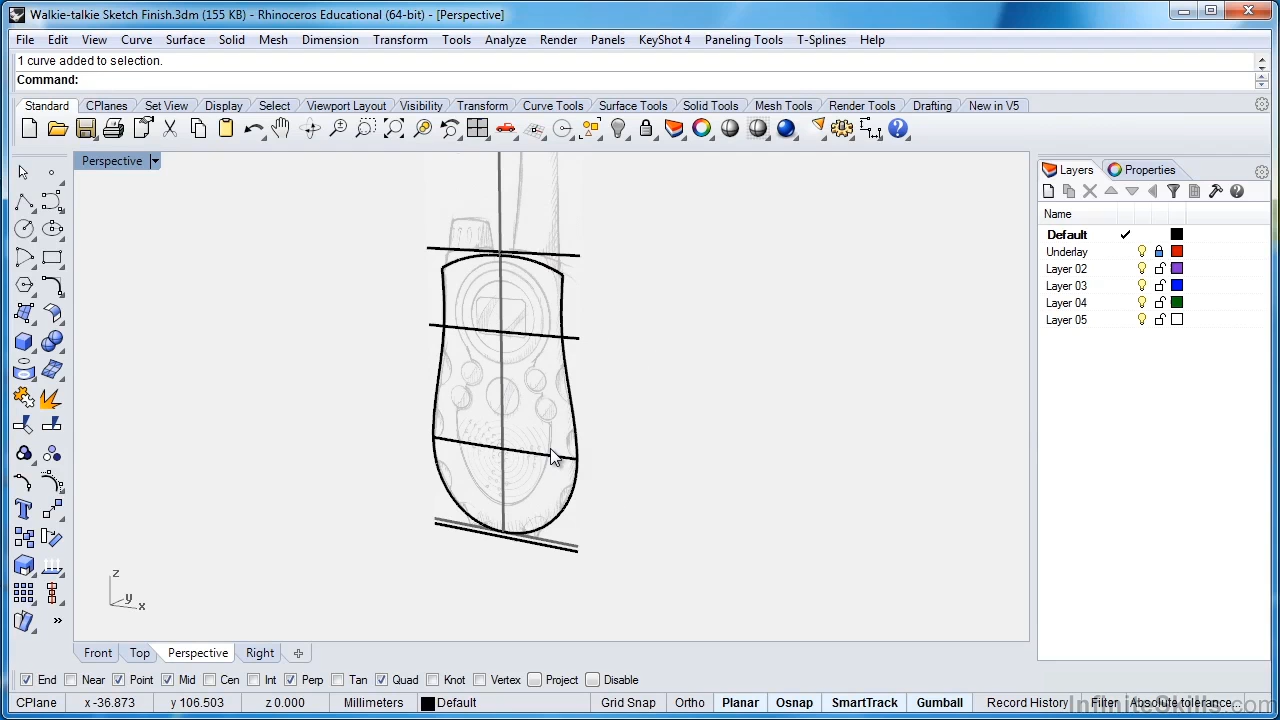 Walkie-talkie Sketch Finish.3dm (155 KB) - Rhinoceros Educational (64-bit) - [Perspective]
File Edit View Curve Surface Solid Mesh Dimension Transform Tools Analyze Render Panels KeyShot 4 Paneling Tools T-Splines Help
1 curve added to selection.
Command:
Standard CPlanes Set View Display Select Viewport Layout Visibility Transform Curve Tools Surface Tools Solid Tools Mesh Tools Render Tools Drafting New in V5
Perspective
Layers Properties
Name
Default
Underlay
Layer 02
Layer 03
Layer 04
Layer 05
z
y
x
Front Top Perspective Right
End Near Point Mid Cen Int Perp Tan Quad Knot Vertex Project Disable
CPlane x -36.873 y 106.503 z 0.000 Millimeters Default Grid Snap Ortho Planar Osnap SmartTrack Gumball Record History Filter Absolute tolerance:
InfiniteSkills.com